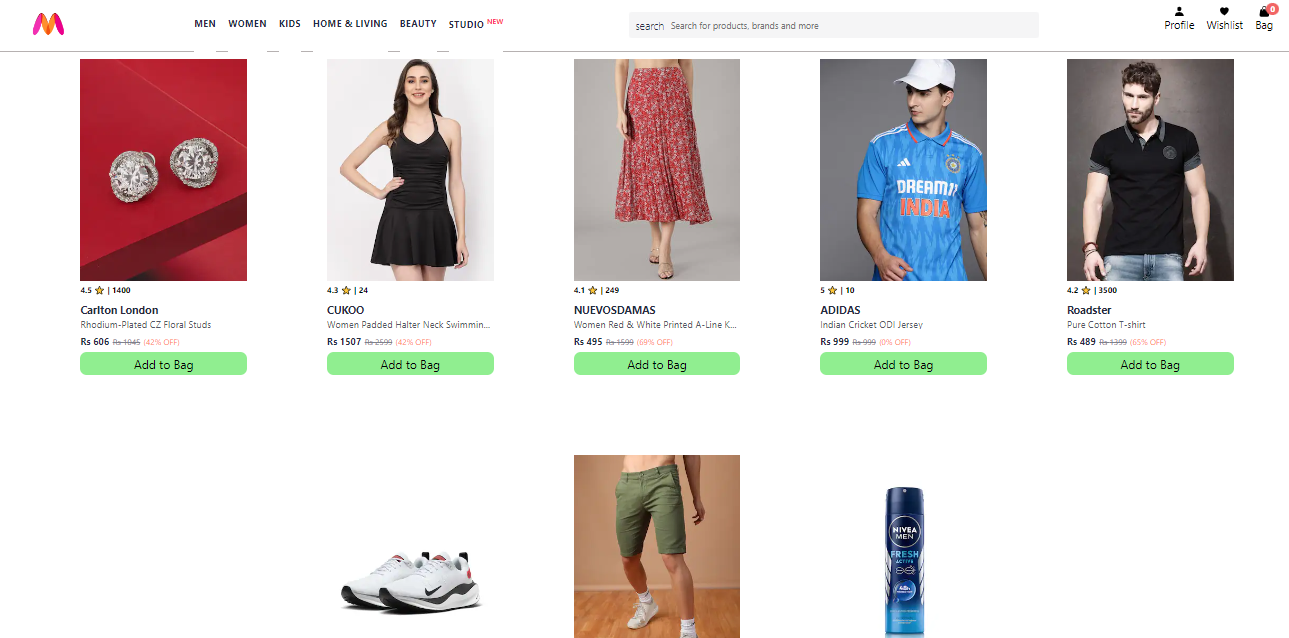 MEN WOMEN KIDS HOME & LIVING BEAUTY STUDIO NEW
search Search for products, brands and more
Profile Wishlist Bag 0
DREAM11
INDIA
4.5 | 1400
Carlton London
Rhodium-Plated CZ Floral Studs
Rs 606 Rs 1045 (42% OFF)
Add to Bag
4.3 | 24
CUKOO
Women Padded Halter Neck Swimmin...
Rs 1507 Rs 2599 (42% OFF)
Add to Bag
4.1 | 249
NUEVOSDAMAS
Women Red & White Printed A-Line K...
Rs 495 Rs 1599 (69% OFF)
Add to Bag
5 | 10
ADIDAS
Indian Cricket ODI Jersey
Rs 999 Rs 999 (0% OFF)
Add to Bag
4.2 | 3500
Roadster
Pure Cotton T-shirt
Rs 489 Rs 1399 (65% OFF)
Add to Bag
NIVEA
MEN
FRESH
ACTIVE